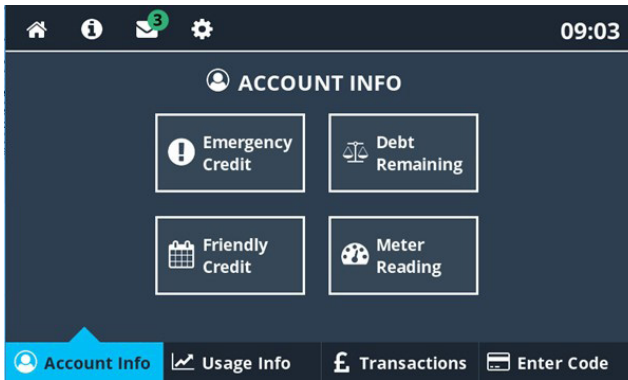 3
09:03
ACCOUNT INFO
Emergency
Credit
Debt
Remaining
Friendly
Credit
Meter
Reading
Account Info
Usage Info
£ Transactions
Enter Code